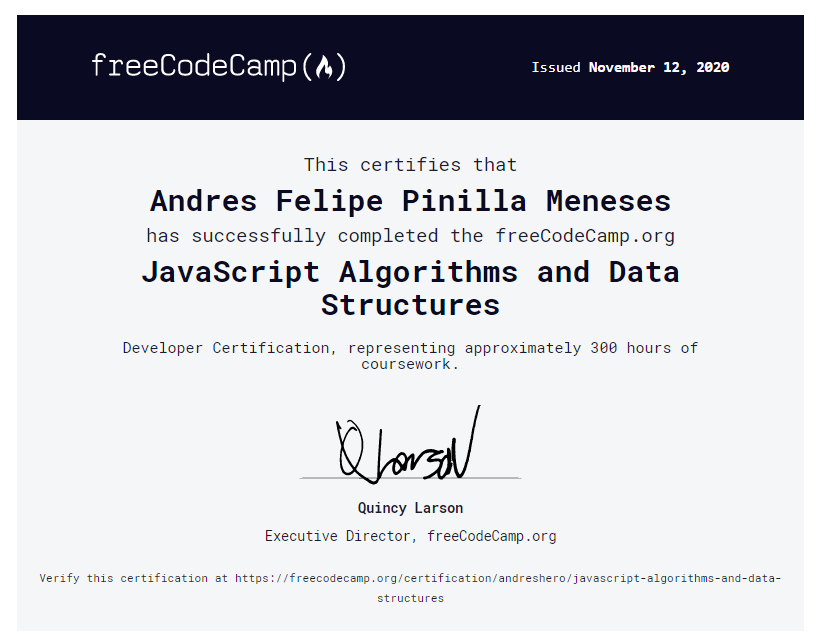 freeCodeCamp
Issued November 12, 2020
This certifies that
Andres Felipe Pinilla Meneses
has successfully completed the freeCodeCamp.org
JavaScript Algorithms and Data
Structures
Developer Certification, representing approximately 300 hours of
coursework.
QLarson
Quincy Larson
Executive Director, freeCodeCamp.org
Verify this certification at https://freecodecamp.org/certification/andreshero/javascript-algorithms-and-data-
structures